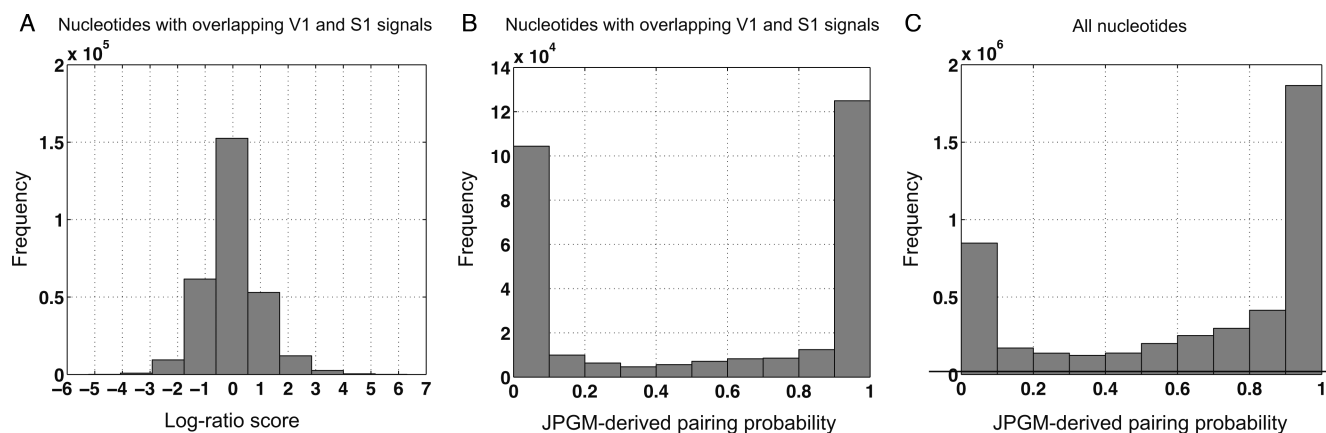 A Nucleotides with overlapping V1 and S1 signals
x 10^5
2
1.5
1
0.5
0
Frequency
−6 −5 −4 −3 −2 −1 0 1 2 3 4 5 6 7
Log-ratio score
B Nucleotides with overlapping V1 and S1 signals
x 10^4
14
12
10
8
6
4
2
0
Frequency
0 0.2 0.4 0.6 0.8 1
JPGM-derived pairing probability
C All nucleotides
x 10^6
2
1.5
1
0.5
0
Frequency
0 0.2 0.4 0.6 0.8 1
JPGM-derived pairing probability